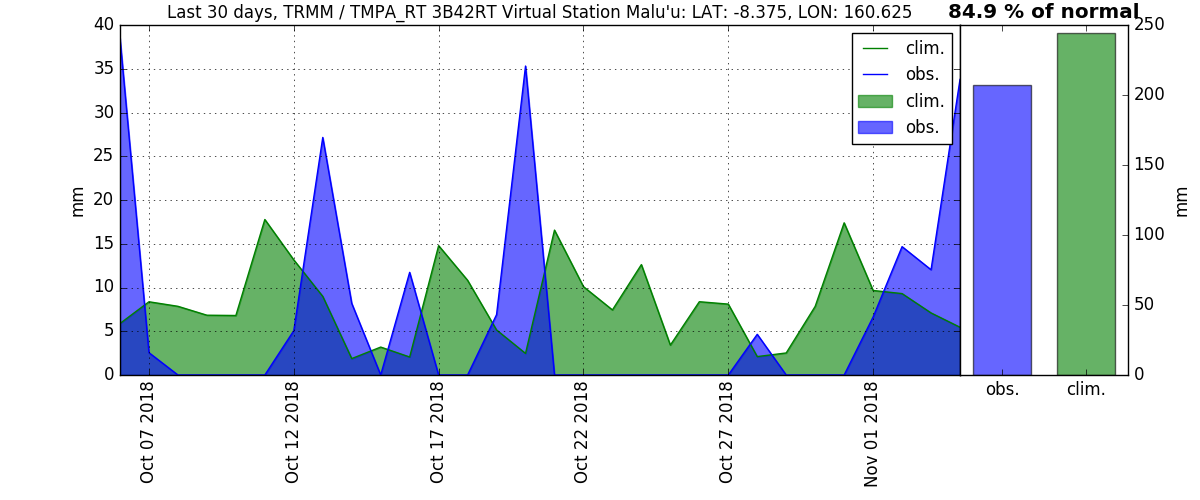 Last 30 days, TRMM / TMPA_RT 3B42RT Virtual Station Malu'u: LAT: -8.375, LON: 160.625
84.9 % of normal
40
35
30
25
20
15
10
5
0
mm
clim.
obs.
clim.
obs.
Oct 07 2018
Oct 12 2018
Oct 17 2018
Oct 22 2018
Oct 27 2018
Nov 01 2018
250
200
150
100
50
0
mm
obs.
clim.